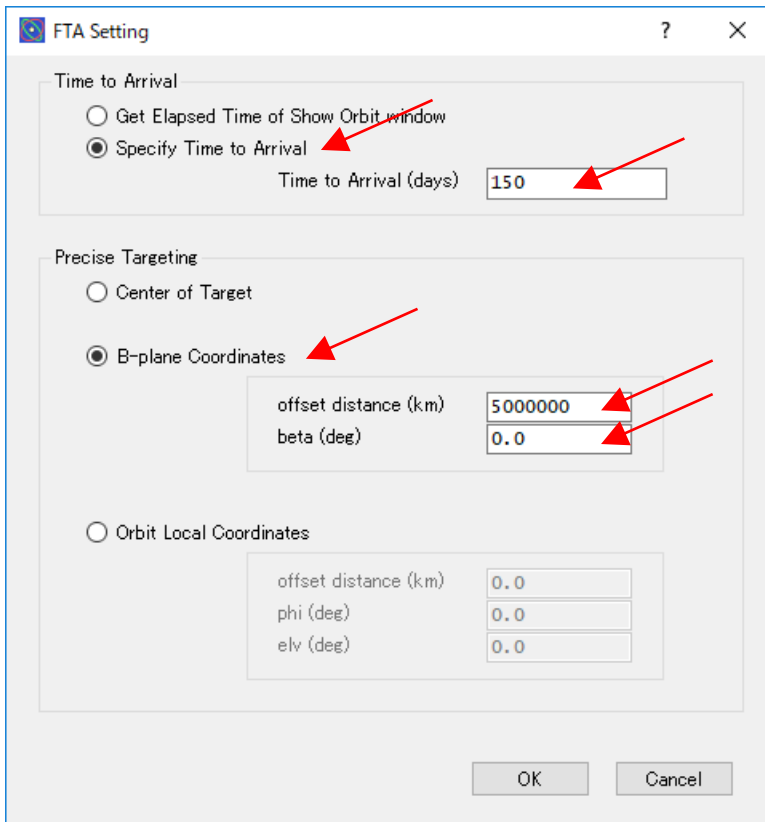 FTA Setting
?
Time to Arrival
Get Elapsed Time of Show Orbit window
Specify Time to Arrival
Time to Arrival (days) 150
Precise Targeting
Center of Target
B-plane Coordinates
offset distance (km) 5000000
beta (deg) 0.0
Orbit Local Coordinates
offset distance (km) 0.0
phi (deg) 0.0
elv (deg) 0.0
OK Cancel